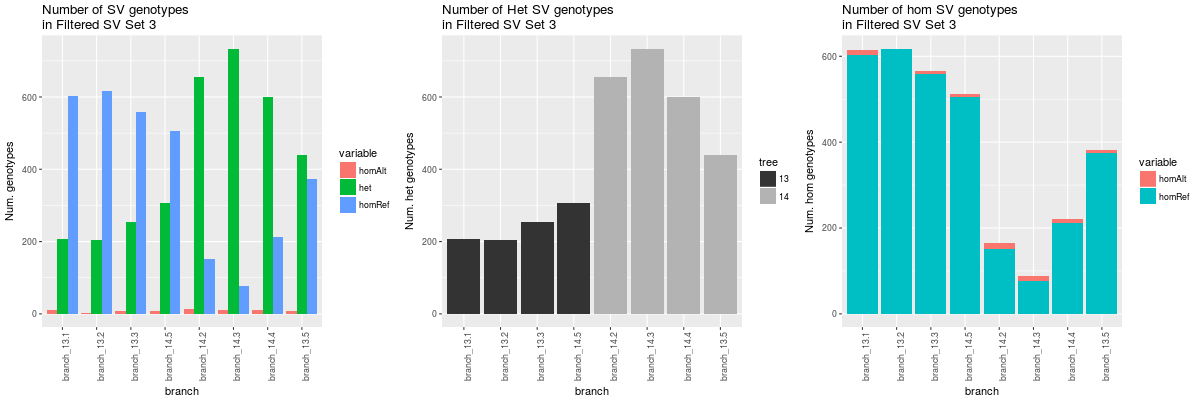 Number of SV genotypes
in Filtered SV Set 3
Num. genotypes
600
400
200
0
branch_13.1
branch_13.2
branch_13.3
branch_14.5
branch_14.2
branch_14.3
branch_14.4
branch_13.5
branch
variable
homAlt
het
homRef
Number of Het SV genotypes
in Filtered SV Set 3
Num. het genotypes
600
400
200
0
branch_13.1
branch_13.2
branch_13.3
branch_14.5
branch_14.2
branch_14.3
branch_14.4
branch_13.5
branch
tree
13
14
Number of hom SV genotypes
in Filtered SV Set 3
Num. hom genotypes
600
400
200
0
branch_13.1
branch_13.2
branch_13.3
branch_14.5
branch_14.2
branch_14.3
branch_14.4
branch_13.5
branch
variable
homAlt
homRef